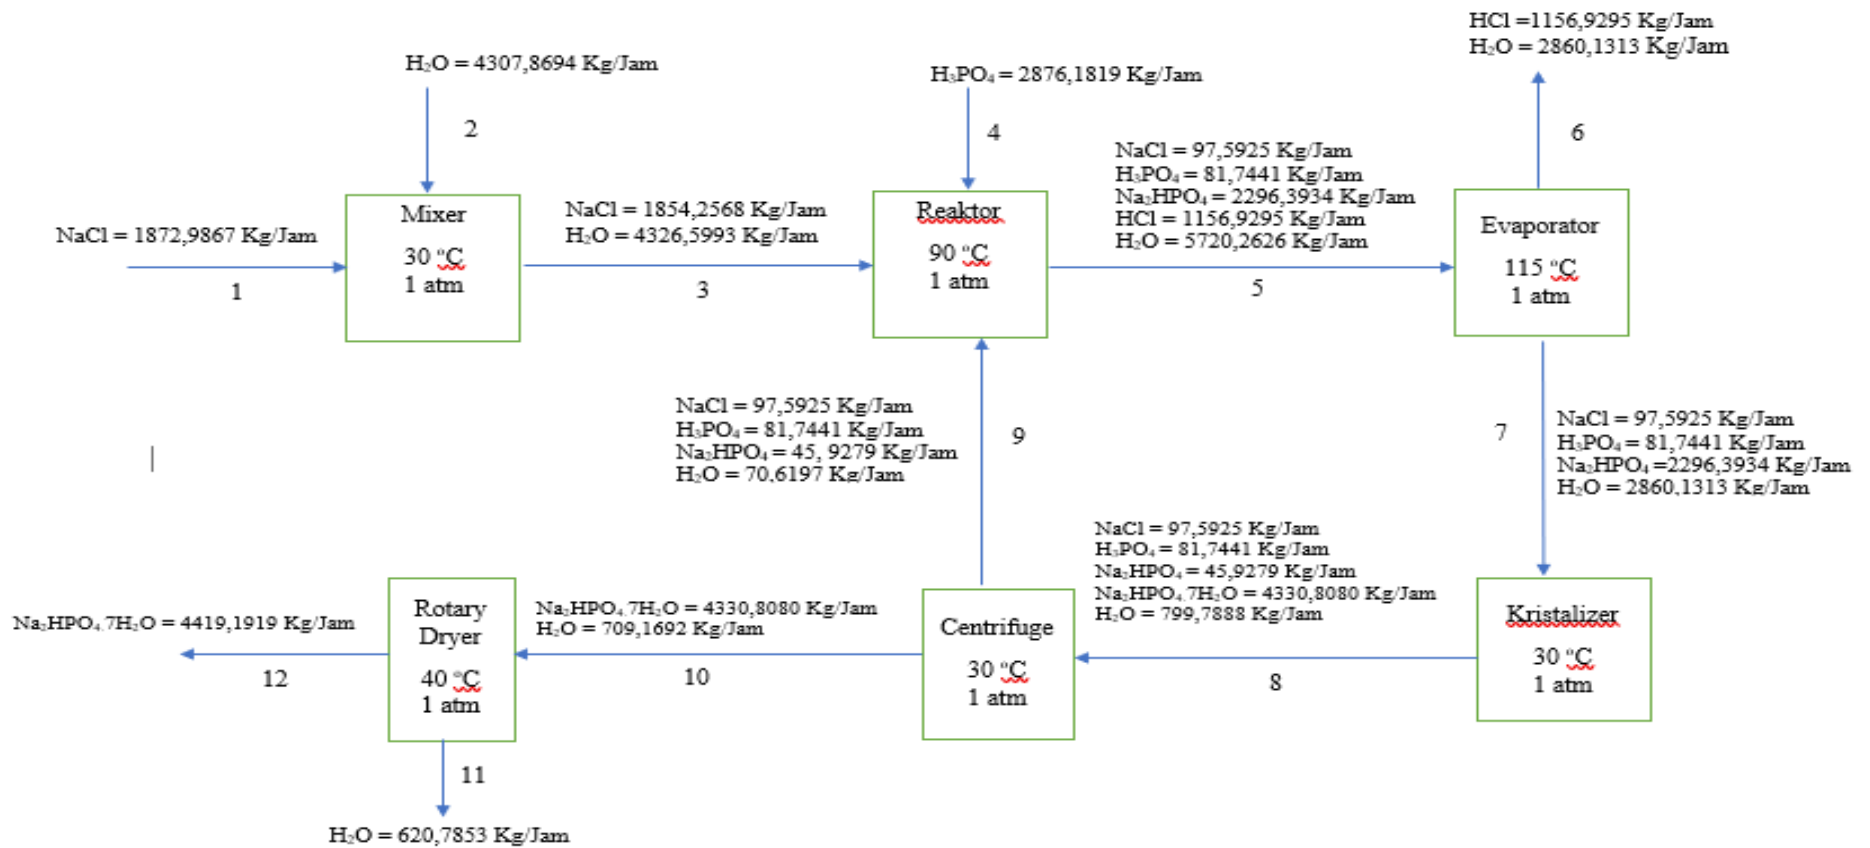 HCl =1156,9295 Kg/Jam
H₂O = 2860,1313 Kg/Jam
6
H₂O = 4307,8694 Kg/Jam
2
H₃PO₄ = 2876,1819 Kg/Jam
4
NaCl = 1872,9867 Kg/Jam
1
Mixer
30 °C
1 atm
NaCl = 1854,2568 Kg/Jam
H₂O = 4326,5993 Kg/Jam
3
Reaktor
90 °C
1 atm
NaCl = 97,5925 Kg/Jam
H₃PO₄ = 81,7441 Kg/Jam
Na₂HPO₄ = 2296,3934 Kg/Jam
HCl = 1156,9295 Kg/Jam
H₂O = 5720,2626 Kg/Jam
5
Evaporator
115 °C
1 atm
7
NaCl = 97,5925 Kg/Jam
H₃PO₄ = 81,7441 Kg/Jam
Na₂HPO₄ =2296,3934 Kg/Jam
H₂O = 2860,1313 Kg/Jam
NaCl = 97,5925 Kg/Jam
H₃PO₄ = 81,7441 Kg/Jam
Na₂HPO₄ = 45, 9279 Kg/Jam
H₂O = 70,6197 Kg/Jam
9
Kristalizer
30 °C
1 atm
NaCl = 97,5925 Kg/Jam
H₃PO₄ = 81,7441 Kg/Jam
Na₂HPO₄ = 45,9279 Kg/Jam
Na₂HPO₄.7H₂O = 4330,8080 Kg/Jam
H₂O = 799,7888 Kg/Jam
8
Centrifuge
30 °C
1 atm
Na₂HPO₄.7H₂O = 4330,8080 Kg/Jam
H₂O = 709,1692 Kg/Jam
10
Rotary
Dryer
40 °C
1 atm
Na₂HPO₄.7H₂O = 4419,1919 Kg/Jam
12
11
H₂O = 620,7853 Kg/Jam